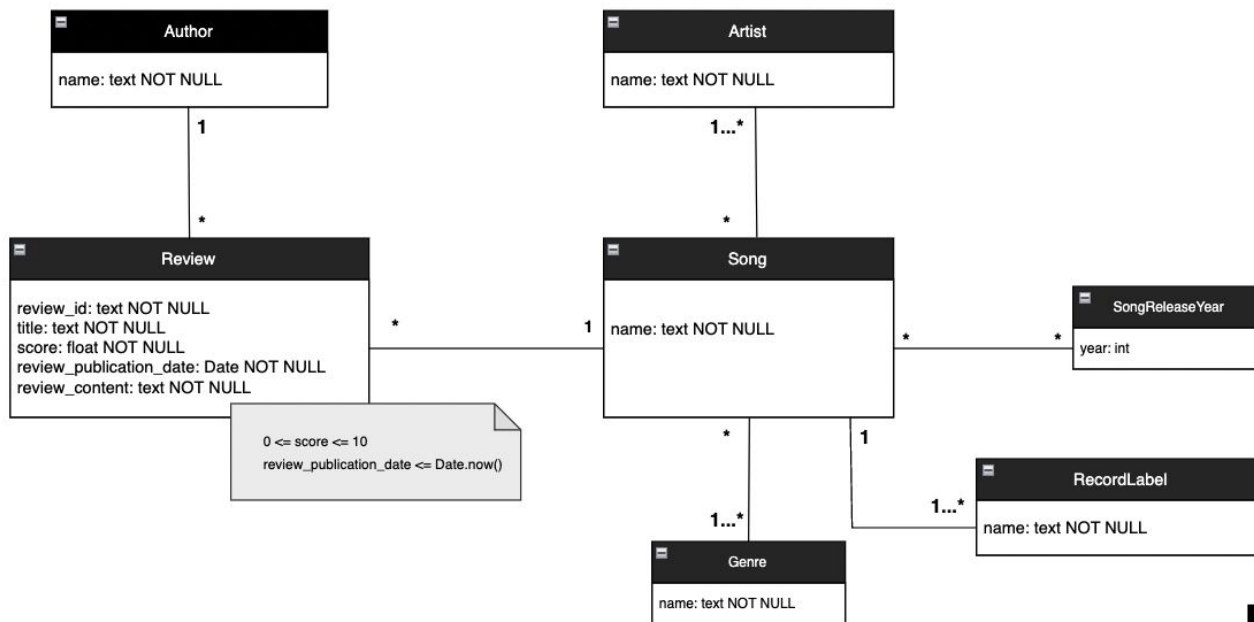 Author
name: text NOT NULL
1
*
Artist
name: text NOT NULL
1...*
*
Review
review_id: text NOT NULL
title: text NOT NULL
score: float NOT NULL
review_publication_date: Date NOT NULL
review_content: text NOT NULL
0 <= score <= 10
review_publication_date <= Date.now()
*
1
Song
name: text NOT NULL
*
*
SongReleaseYear
year: int
*
1...*
Genre
name: text NOT NULL
1
1...*
RecordLabel
name: text NOT NULL